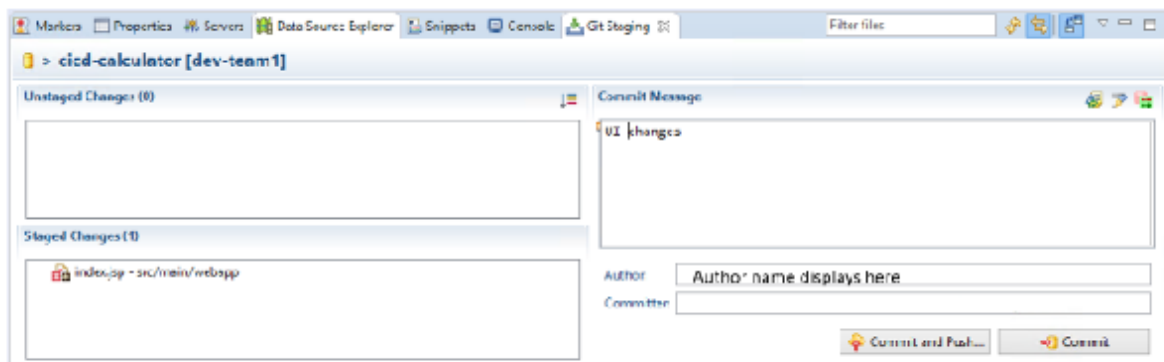 Markers Properties Servers Data Source Explorer Snippets Console Git Staging Filter files
> cicd-calculator [dev-team1]
Unstaged Changes (0)
Commit Message
UI changes
Staged Changes (1)
index.jsp - src/main/webapp
Author Author name displays here
Committer
Commit and Push... Commit